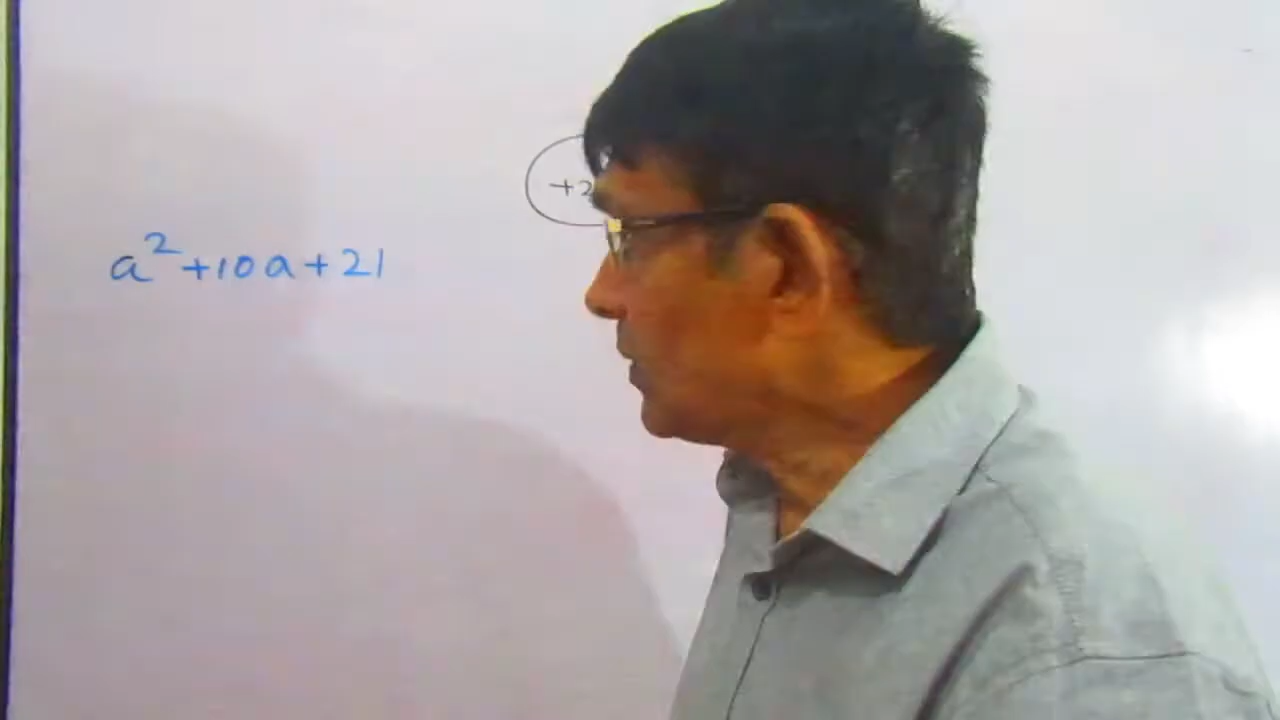 a² + 10a + 21